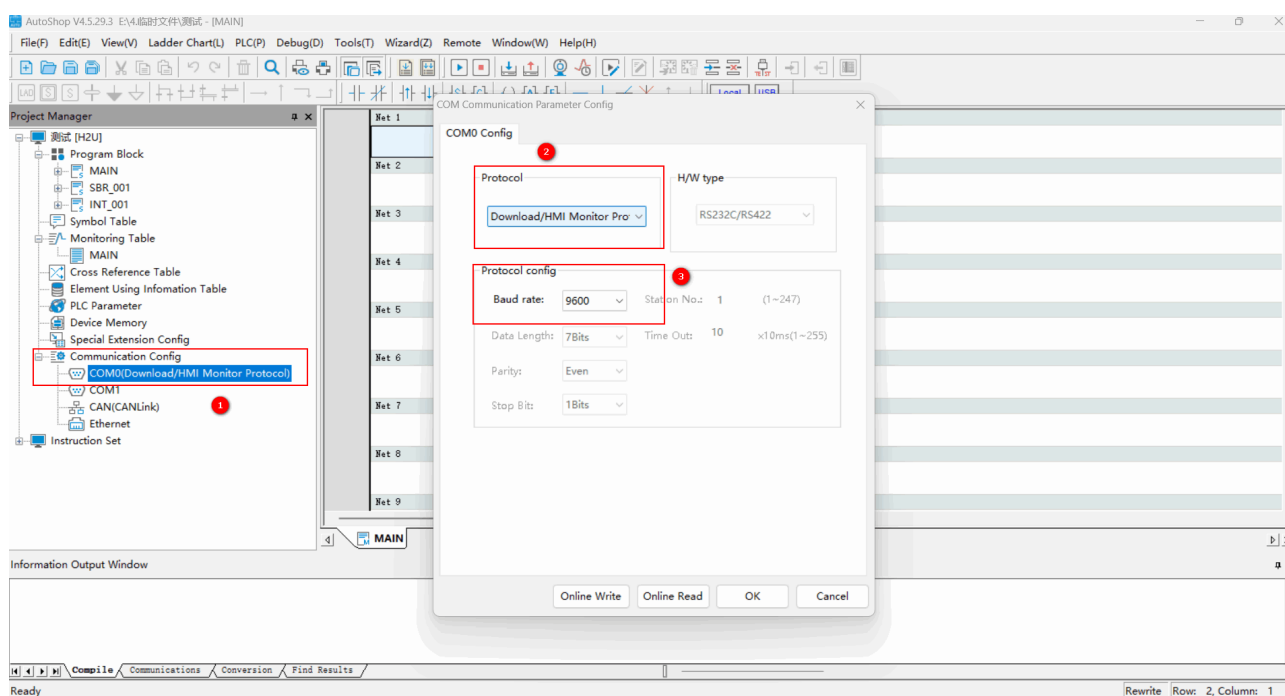 AutoShop V4.5.29.3 E:\4.临时文件\测试 - [MAIN]
File(F) Edit(E) View(V) Ladder Chart(L) PLC(P) Debug(D) Tools(T) Wizard(Z) Remote Window(W) Help(H)
Project Manager
测试 [H2U]
Program Block
MAIN
SBR_001
INT_001
Symbol Table
Monitoring Table
MAIN
Cross Reference Table
Element Using Infomation Table
PLC Parameter
Device Memory
Special Extension Config
Communication Config
COM0(Download/HMI Monitor Protocol)
COM1
1
CAN(CANLink)
Ethernet
Instruction Set
Net 1
Net 2
Net 3
Net 4
Net 5
Net 6
Net 7
Net 8
Net 9
MAIN
COM Communication Parameter Config
COM0 Config
2
Protocol
H/W type
Download/HMI Monitor Pro
RS232C/RS422
Protocol config
3
Baud rate: 9600 Station No.: 1 (1~247)
Data Length: 7Bits Time Out: 10 ×10ms(1~255)
Parity: Even
Stop Bit: 1Bits
Online Write Online Read OK Cancel
Information Output Window
Compile Communications Conversion Find Results
Ready
Rewrite Row: 2, Column: 1